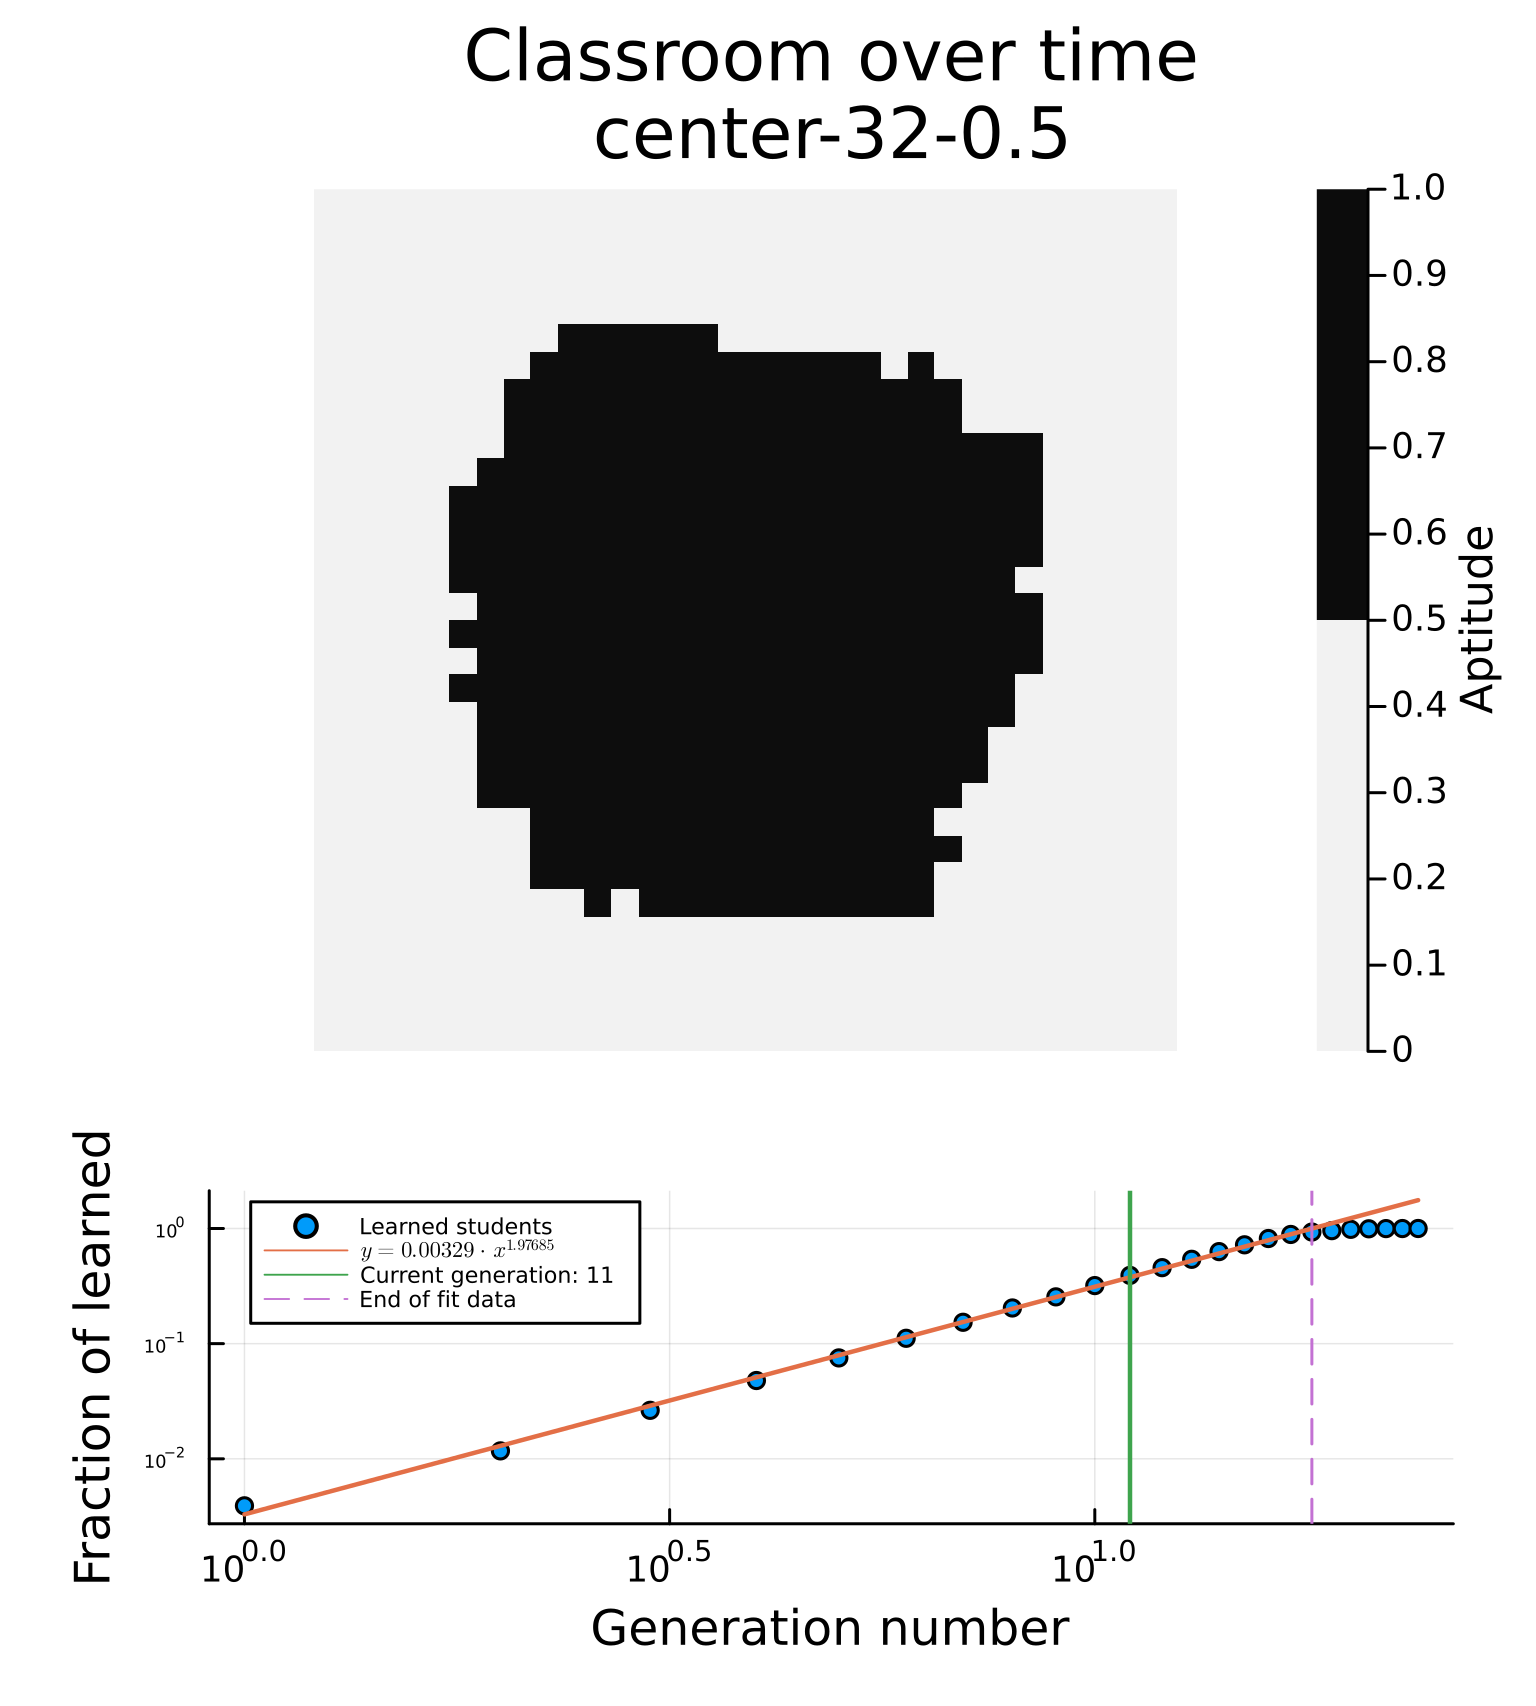 Classroom over time
center-32-0.5
1.0
0.9
0.8
0.7
0.6
0.5
0.4
0.3
0.2
0.1
0
Aptitude
Fraction of learned
10^0
10^−1
10^−2
Learned students
y = 0.00329 · x^1.97685
Current generation: 11
End of fit data
10^0.0
10^0.5
10^1.0
Generation number